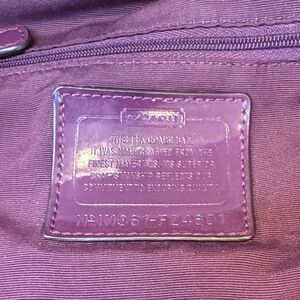 COACH
THIS IS A COACH BAG.
IT WAS HANDCRAFTED FROM THE
FINEST MATERIALS. ITS SUPERIOR
CRAFTSMANSHIP REFLECTS OUR
COMMITMENT TO ENDURING QUALITY.